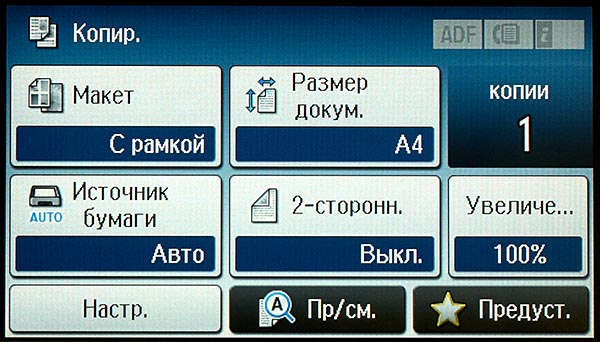 Копир.
ADF
Макет
С рамкой
Размер
докум.
A4
копии
1
Источник
бумаги
AUTO
Авто
2-сторонн.
Выкл.
Увеличе...
100%
Настр.
A
Пр/см.
Предуст.